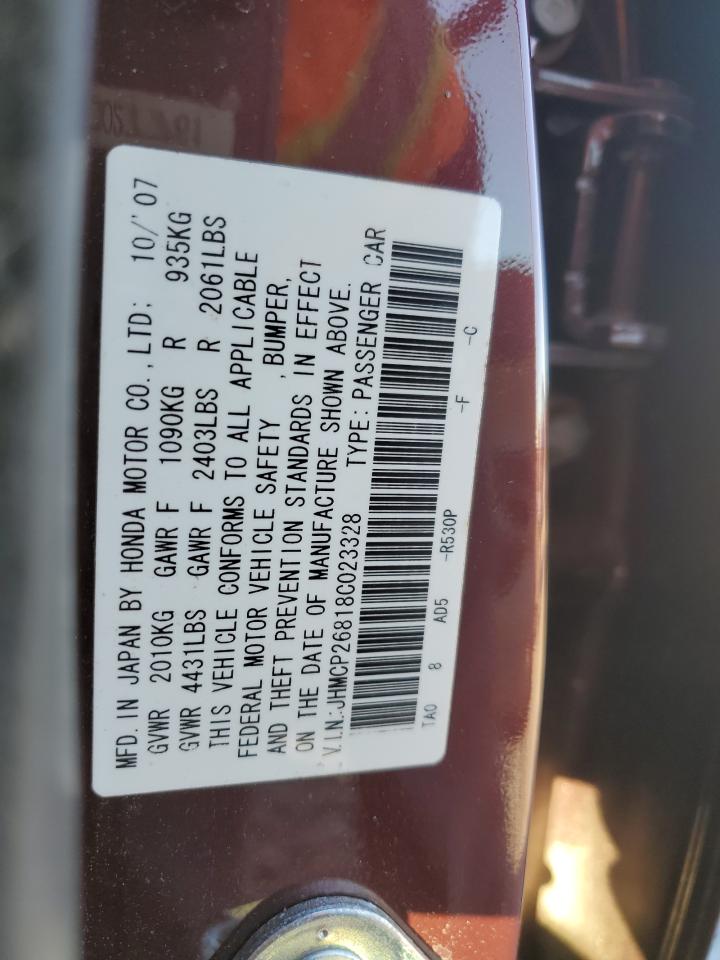 MFD. IN JAPAN BY HONDA MOTOR CO., LTD: 10/'07
GVWR 2010KG GAWR F 1090KG R 935KG
GVWR 4431LBS GAWR F 2403LBS R 2061LBS
THIS VEHICLE CONFORMS TO ALL APPLICABLE
FEDERAL MOTOR VEHICLE SAFETY , BUMPER,
AND THEFT PREVENTION STANDARDS IN EFFECT
ON THE DATE OF MANUFACTURE SHOWN ABOVE.
V.I.N.:JHMCP26818C023328 TYPE:PASSENGER CAR
TA0 8 AD5 -R530P -F -C